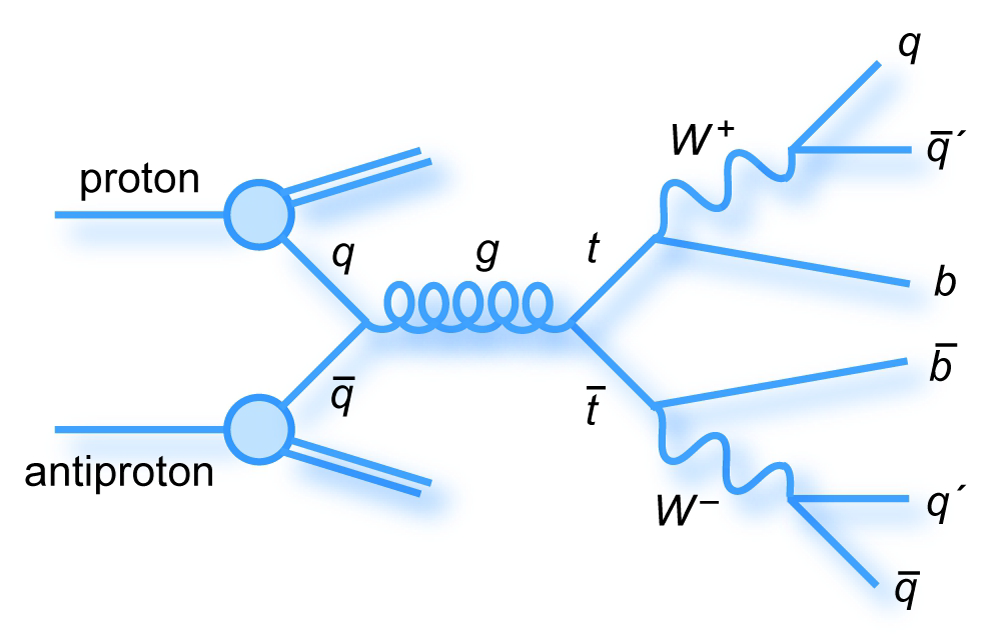 q
W⁺
q̄´
proton
q
g
t
b
q̄
t̄
b̄
antiproton
W⁻
q´
q̄